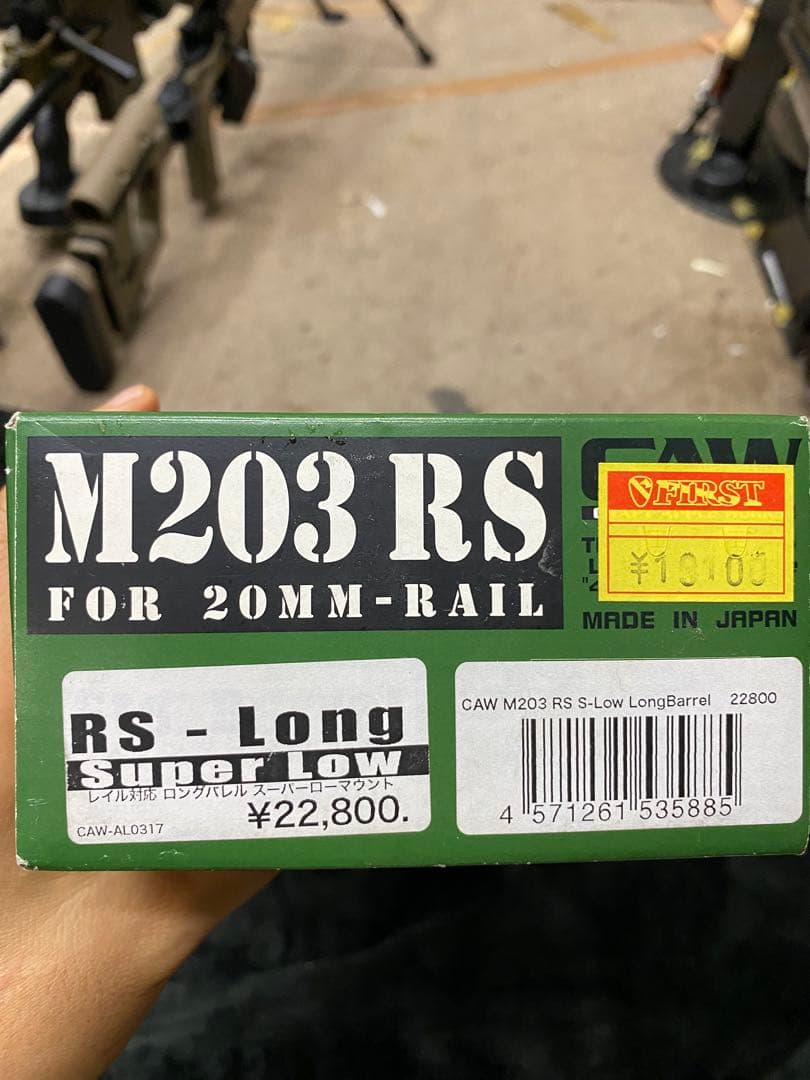 M203 RS
FOR 20MM-RAIL
CAW
FIRST
MADE IN JAPAN
RS - Long
Super Low
レイル対応 ロングバレル スーパーローマウント
¥22,800.
CAW-AL0317
CAW M203 RS S-Low LongBarrel 22800
4 571261 535885